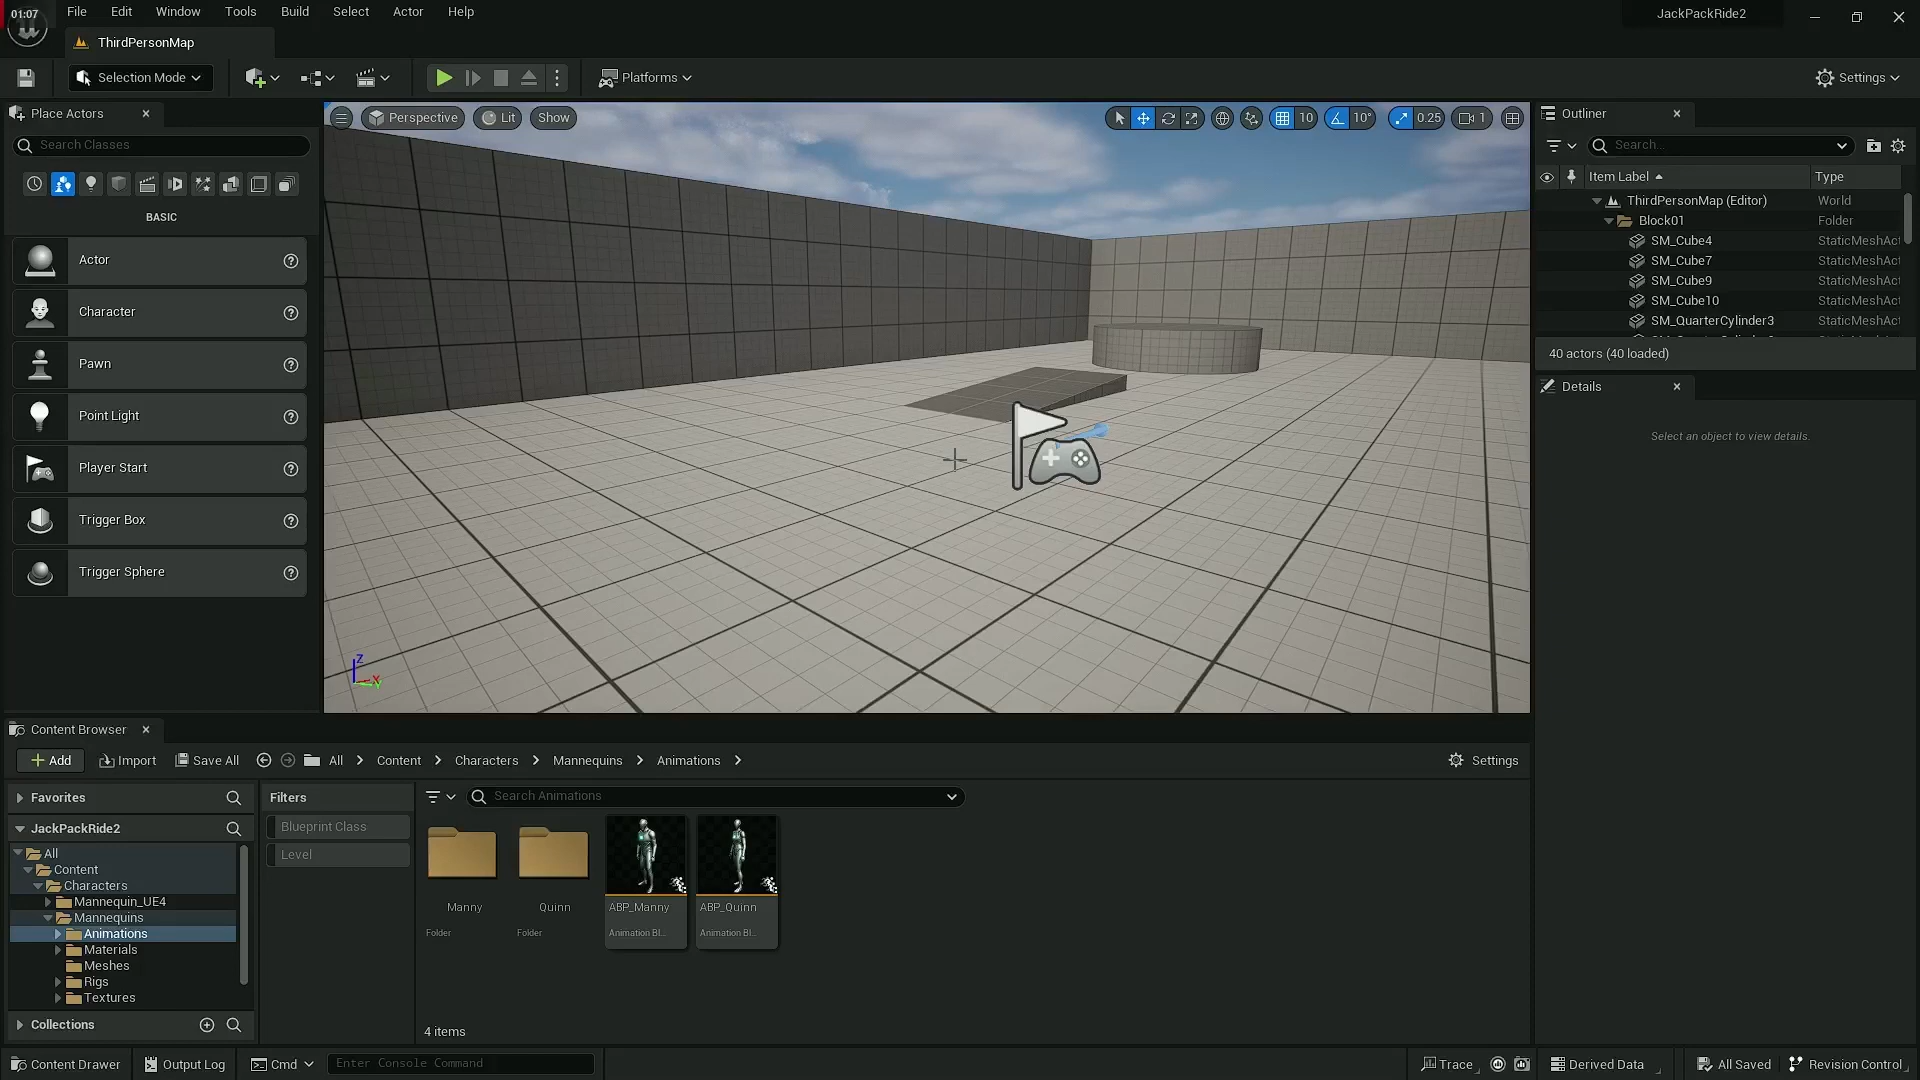 01:07
File Edit Window Tools Build Select Actor Help
JackPackRide2
ThirdPersonMap
Selection Mode
Platforms
Settings
Place Actors
Search Classes
BASIC
Actor
Character
Pawn
Point Light
Player Start
Trigger Box
Trigger Sphere
Perspective Lit Show
10 10° 0.25 1
Z
X
Y
Outliner
Search...
Item Label Type
ThirdPersonMap (Editor) World
Block01 Folder
SM_Cube4 StaticMeshAct
SM_Cube7 StaticMeshAct
SM_Cube9 StaticMeshAct
SM_Cube10 StaticMeshAct
SM_QuarterCylinder3 StaticMeshAct
40 actors (40 loaded)
Details
Select an object to view details.
Content Browser
Add Import Save All All Content Characters Mannequins Animations Settings
Favorites
JackPackRide2
All
Content
Characters
Mannequin_UE4
Mannequins
Animations
Materials
Meshes
Rigs
Textures
Collections
Filters
Blueprint Class
Level
Search Animations
Manny
Folder
Quinn
Folder
ABP_Manny
Animation Bl...
ABP_Quinn
Animation Bl...
4 items
Content Drawer Output Log Cmd Enter Console Command Trace Derived Data All Saved Revision Control